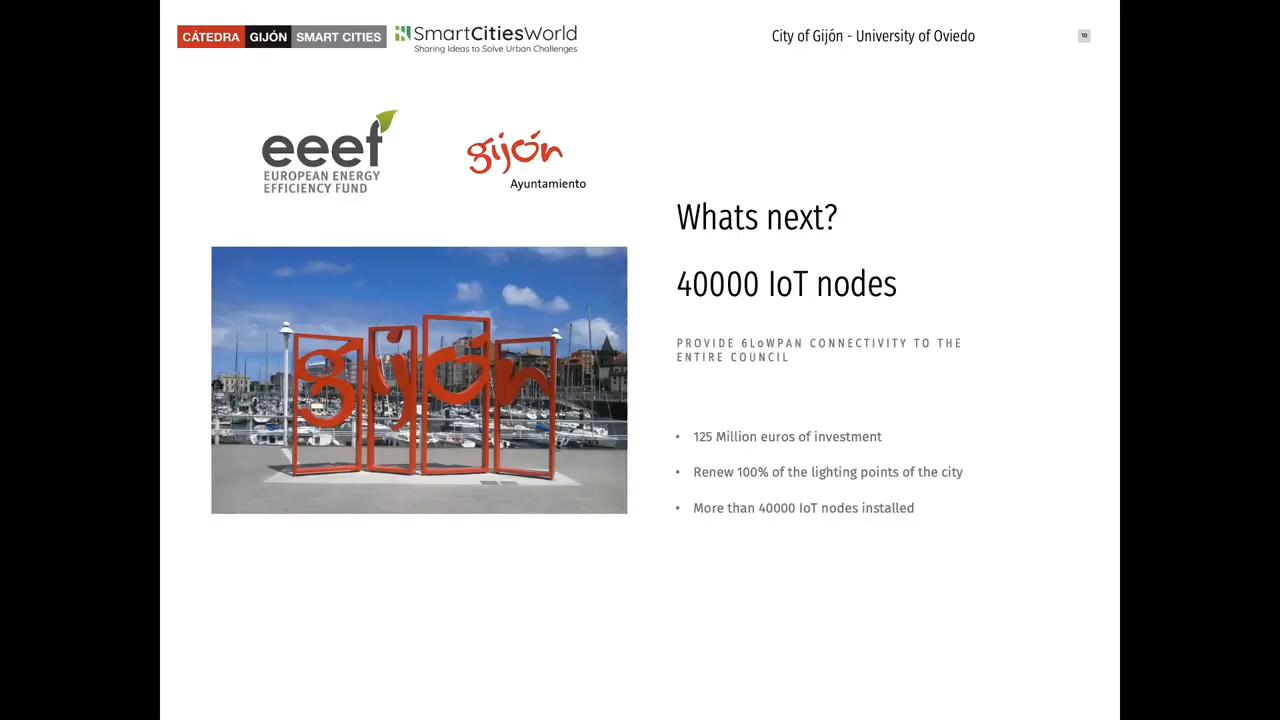 CÁTEDRA GIJÓN SMART CITIES
SmartCitiesWorld
Sharing Ideas to Solve Urban Challenges
City of Gijón - University of Oviedo
10
eeef
EUROPEAN ENERGY
EFFICIENCY FUND
gijón
Ayuntamiento
Whats next?
40000 IoT nodes
PROVIDE 6LoWPAN CONNECTIVITY TO THE
ENTIRE COUNCIL
gijón
• 125 Million euros of investment
• Renew 100% of the lighting points of the city
• More than 40000 IoT nodes installed